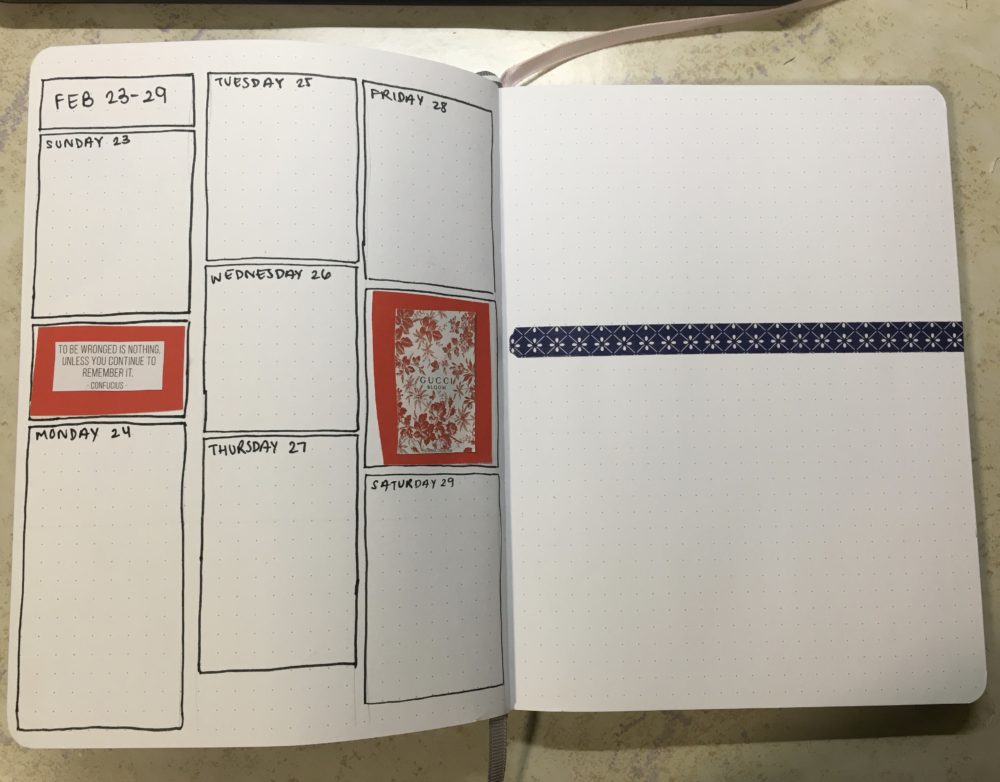 FEB 23-29
SUNDAY 23
TO BE WRONGED IS NOTHING,
UNLESS YOU CONTINUE TO
REMEMBER IT.
- CONFUCIUS -
MONDAY 24
TUESDAY 25
WEDNESDAY 26
THURSDAY 27
FRIDAY 28
GUCCI
BLOOM
SATURDAY 29